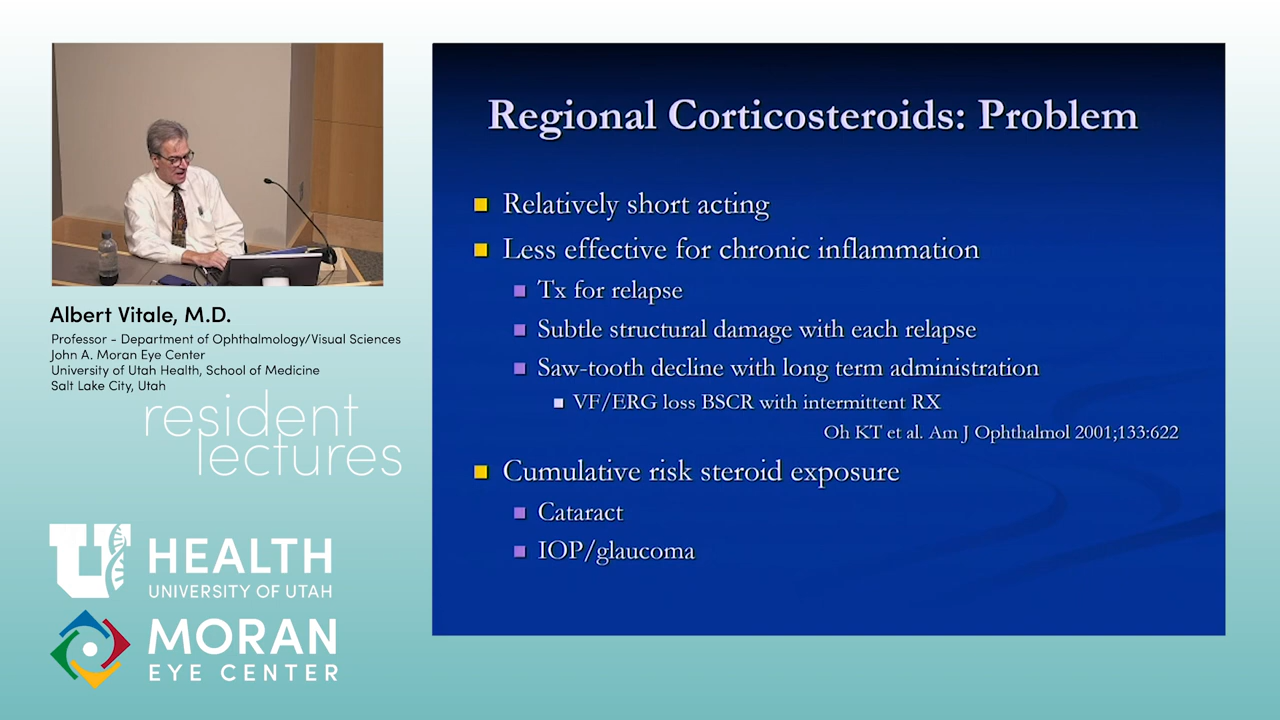 Regional Corticosteroids: Problem
Relatively short acting
Less effective for chronic inflammation
Tx for relapse
Subtle structural damage with each relapse
Saw-tooth decline with long term administration
VF/ERG loss BSCR with intermittent RX
Oh KT et al. Am J Ophthalmol 2001;133:622
Cumulative risk steroid exposure
Cataract
IOP/glaucoma
Albert Vitale, M.D.
Professor - Department of Ophthalmology/Visual Sciences
John A. Moran Eye Center
University of Utah Health, School of Medicine
Salt Lake City, Utah
resident
lectures
U HEALTH
UNIVERSITY OF UTAH
MORAN
EYE CENTER